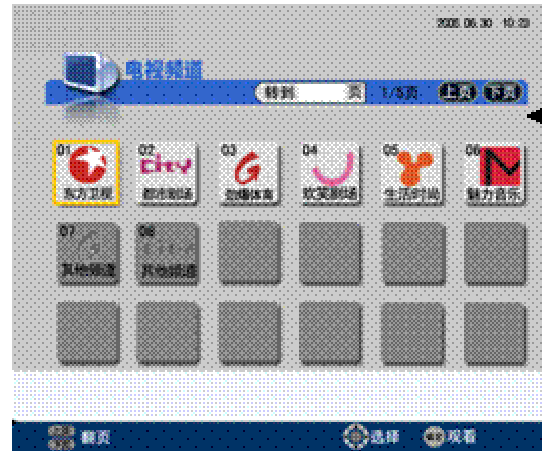 2005.06.30 10:23
电视频道
转到 页 1/5页 上页 下页
01 02 City 03 04 05 06
东方卫视 都市剧场 劲爆体育 欢笑剧场 生活时尚 魅力音乐
07 08 City
其他频道 其他频道
翻页 选择 观看